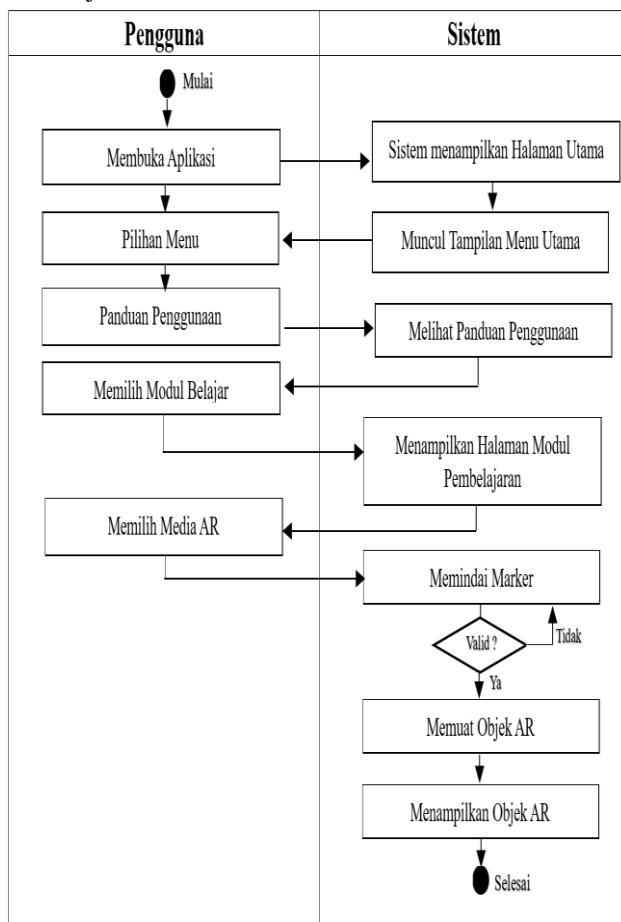 Pengguna
Sistem
Mulai
Membuka Aplikasi
Sistem menampilkan Halaman Utama
Pilihan Menu
Muncul Tampilan Menu Utama
Panduan Penggunaan
Melihat Panduan Penggunaan
Memilih Modul Belajar
Menampilkan Halaman Modul
Pembelajaran
Memilih Media AR
Memindai Marker
Valid ?
Tidak
Ya
Memuat Objek AR
Menampilkan Objek AR
Selesai